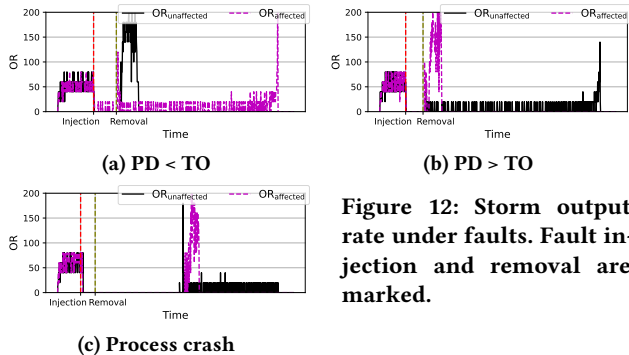 OR_unaffected OR_affected
200
150
100
50
0
OR
Injection Removal
Time
(a) PD < TO
OR_unaffected OR_affected
200
150
100
50
0
OR
Injection Removal
Time
(b) PD > TO
OR_unaffected OR_affected
200
150
100
50
0
OR
Injection Removal
Time
(c) Process crash
Figure 12: Storm output
rate under faults. Fault in-
jection and removal are
marked.